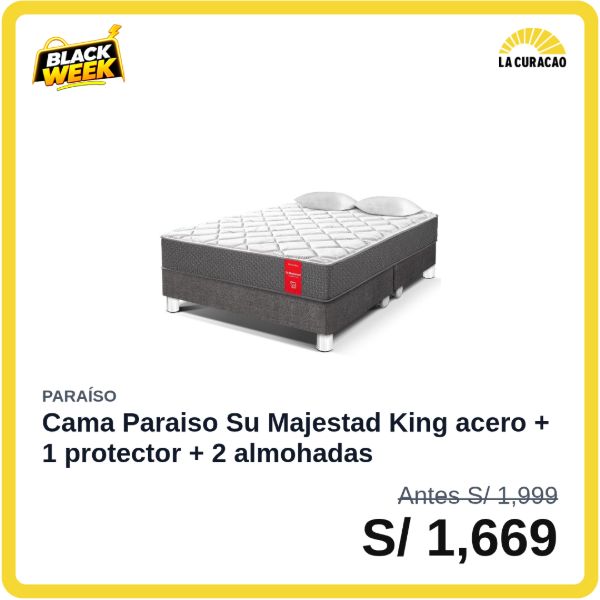 BLACK
WEEK
LA CURACAO
PARAÍSO
Cama Paraiso Su Majestad King acero +
1 protector + 2 almohadas
Antes S/ 1,999
S/ 1,669